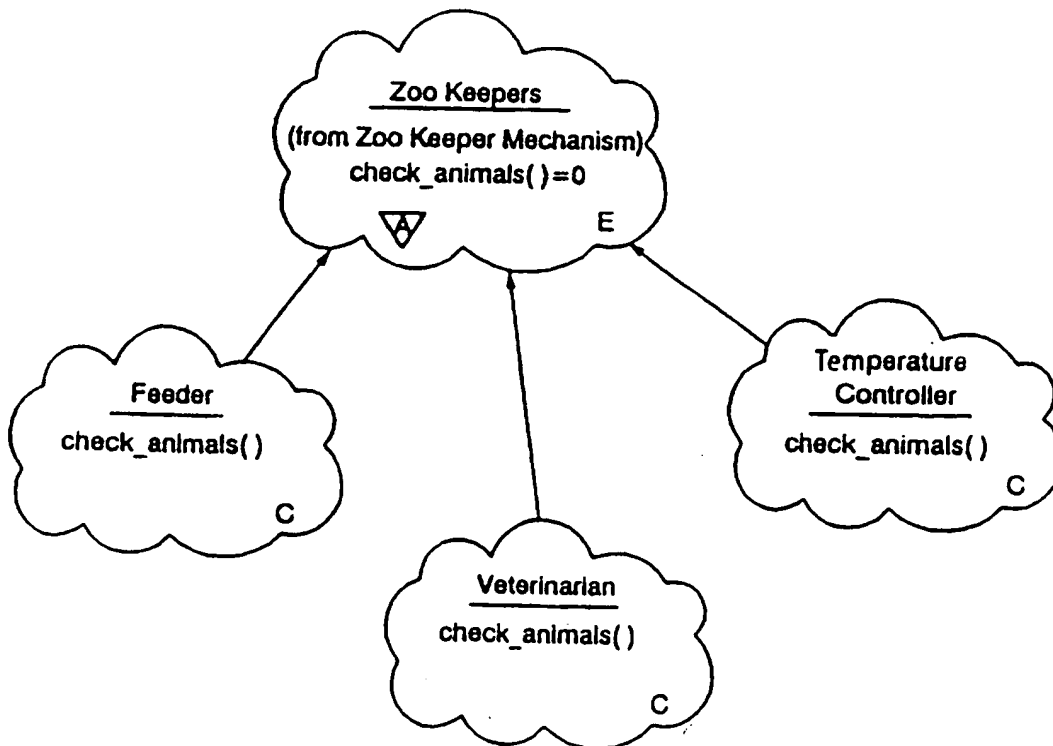 Zoo Keepers
(from Zoo Keeper Mechanism)
check_animals()=0
A
E
Feeder
check_animals()
C
Temperature
Controller
check_animals()
C
Veterinarian
check_animals()
C